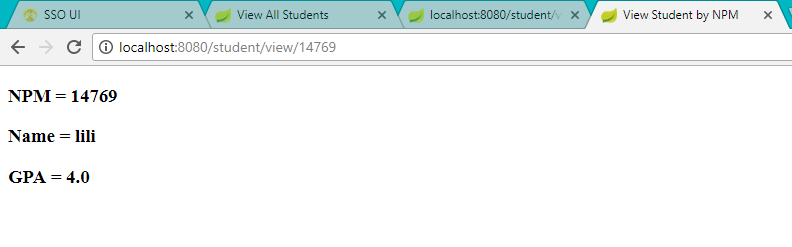 SSO UI
View All Students
localhost:8080/student/v
View Student by NPM
localhost:8080/student/view/14769
NPM = 14769
Name = lili
GPA = 4.0